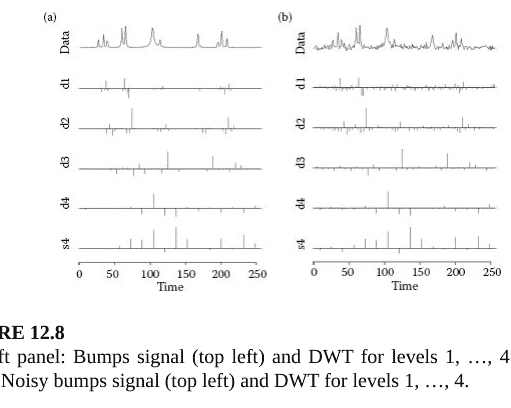 (a)
Data
d1
d2
d3
d4
s4
0 50 100 150 200 250
Time
(b)
Data
d1
d2
d3
d4
s4
0 50 100 150 200 250
Time
RE 12.8
ft panel: Bumps signal (top left) and DWT for levels 1, …, 4
Noisy bumps signal (top left) and DWT for levels 1, …, 4.